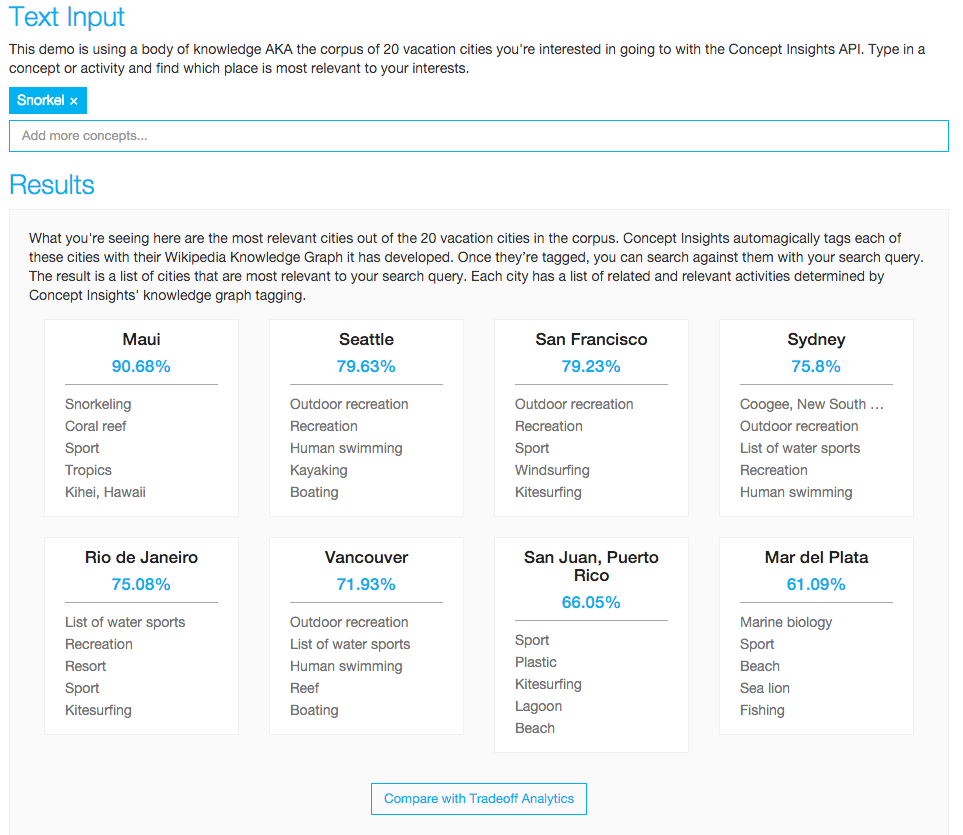 Text Input
This demo is using a body of knowledge AKA the corpus of 20 vacation cities you're interested in going to with the Concept Insights API. Type in a
concept or activity and find which place is most relevant to your interests.
Snorkel ×
Add more concepts...
Results
What you're seeing here are the most relevant cities out of the 20 vacation cities in the corpus. Concept Insights automagically tags each of
these cities with their Wikipedia Knowledge Graph it has developed. Once they’re tagged, you can search against them with your search query.
The result is a list of cities that are most relevant to your search query. Each city has a list of related and relevant activities determined by
Concept Insights' knowledge graph tagging.
Maui
90.68%
Snorkeling
Coral reef
Sport
Tropics
Kihei, Hawaii
Seattle
79.63%
Outdoor recreation
Recreation
Human swimming
Kayaking
Boating
San Francisco
79.23%
Outdoor recreation
Recreation
Sport
Windsurfing
Kitesurfing
Sydney
75.8%
Coogee, New South ...
Outdoor recreation
List of water sports
Recreation
Human swimming
Rio de Janeiro
75.08%
List of water sports
Recreation
Resort
Sport
Kitesurfing
Vancouver
71.93%
Outdoor recreation
List of water sports
Human swimming
Reef
Boating
San Juan, Puerto
Rico
66.05%
Sport
Plastic
Kitesurfing
Lagoon
Beach
Mar del Plata
61.09%
Marine biology
Sport
Beach
Sea lion
Fishing
Compare with Tradeoff Analytics